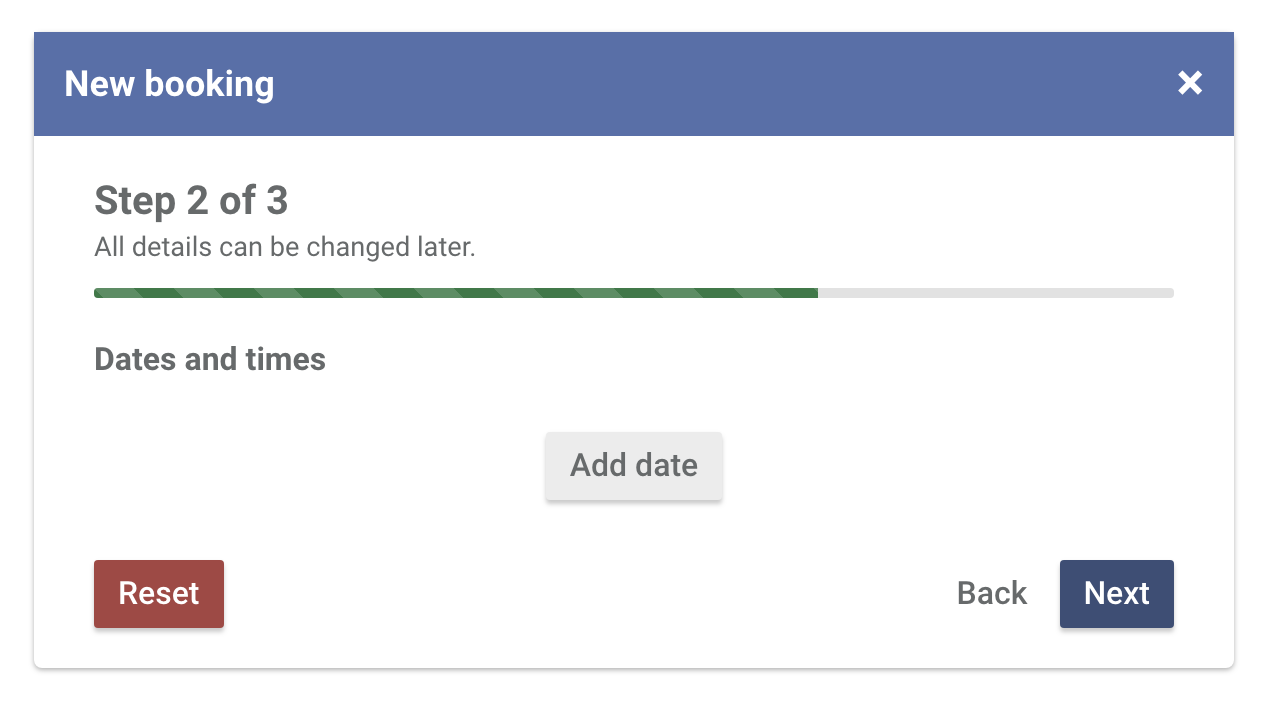 New booking
Step 2 of 3
All details can be changed later.
Dates and times
Add date
Reset
Back
Next